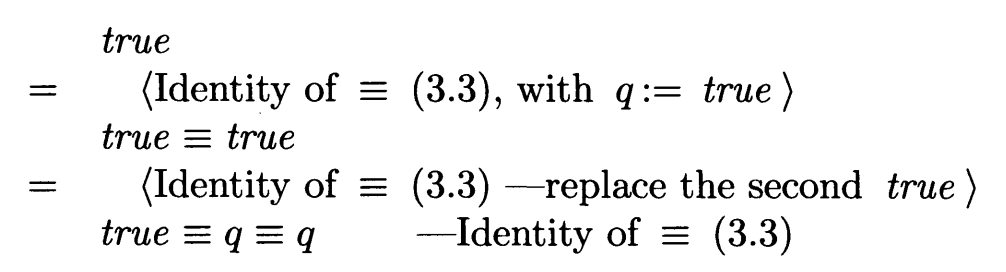 true
= ⟨Identity of ≡ (3.3), with q := true ⟩
true ≡ true
= ⟨Identity of ≡ (3.3) —replace the second true ⟩
true ≡ q ≡ q —Identity of ≡ (3.3)